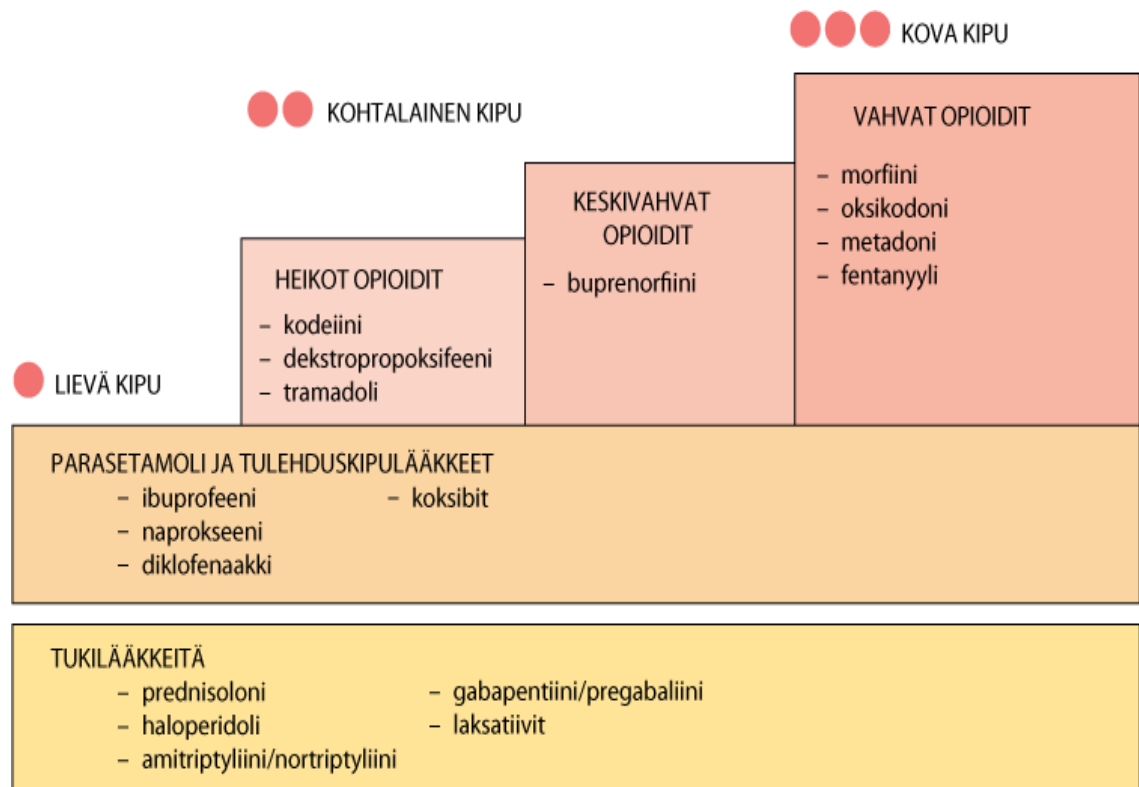 KOVA KIPU
KOHTALAINEN KIPU
VAHVAT OPIOIDIT
– morfiini
– oksikodoni
– metadoni
– fentanyyli
KESKIVAHVAT
OPIOIDIT
– buprenorfiini
HEIKOT OPIOIDIT
– kodeiini
– dekstropropoksifeeni
– tramadoli
LIEVÄ KIPU
PARASETAMOLI JA TULEHDUSKIPULÄÄKKEET
– ibuprofeeni
– naprokseeni
– diklofenaakki
– koksibit
TUKILÄÄKKEITÄ
– prednisoloni
– haloperidoli
– amitriptyliini/nortriptyliini
– gabapentiini/pregabaliini
– laksatiivit